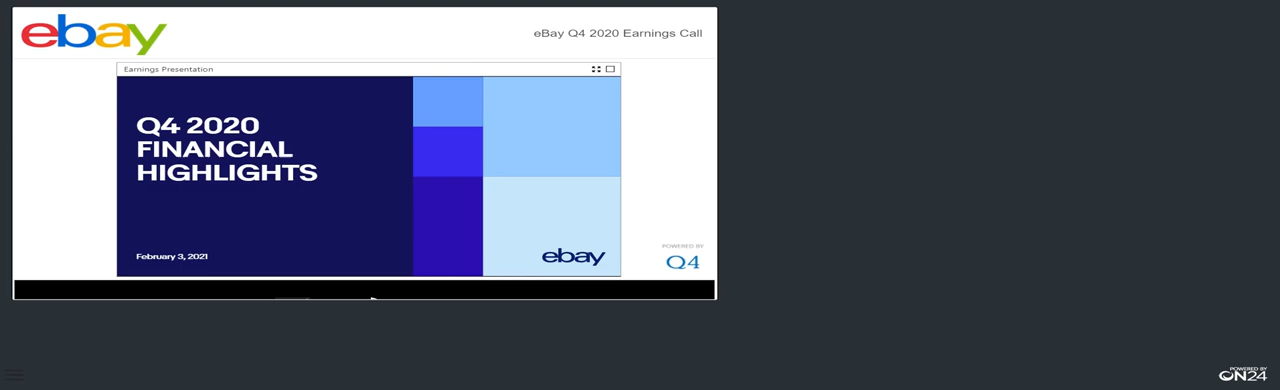 ebay
eBay Q4 2020 Earnings Call
Earnings Presentation
Q4 2020
FINANCIAL
HIGHLIGHTS
February 3, 2021
ebay
POWERED BY
Q4
POWERED BY
ON24